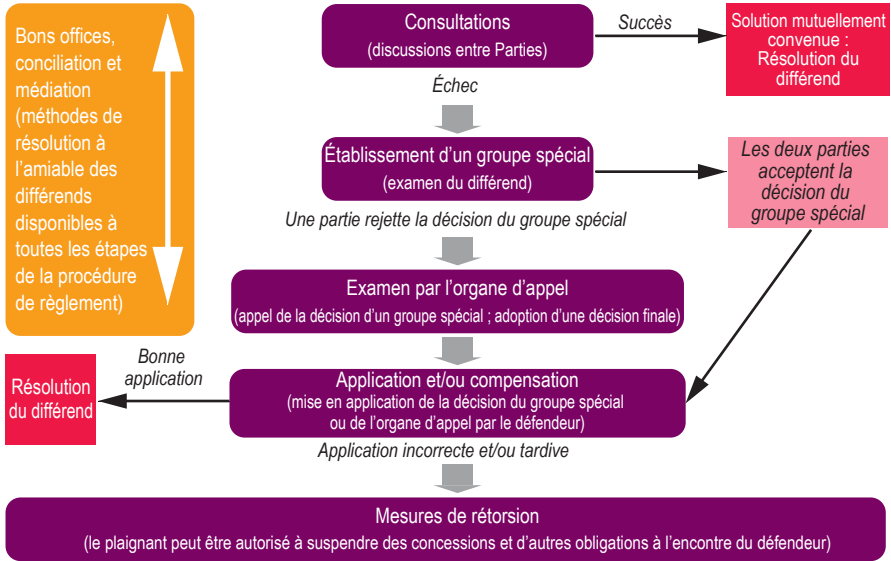 Bons offices,
conciliation et
médiation
(méthodes de
résolution à
l'amiable des
différends
disponibles à
toutes les étapes
de la procédure
de règlement)
Consultations
(discussions entre Parties)
Succès
Solution mutuellement
convenue :
Résolution du
différend
Échec
Établissement d'un groupe spécial
(examen du différend)
Les deux parties
acceptent la
décision du
groupe spécial
Une partie rejette la décision du groupe spécial
Examen par l'organe d'appel
(appel de la décision d'un groupe spécial ; adoption d'une décision finale)
Bonne
application
Résolution
du différend
Application et/ou compensation
(mise en application de la décision du groupe spécial
ou de l'organe d'appel par le défendeur)
Application incorrecte et/ou tardive
Mesures de rétorsion
(le plaignant peut être autorisé à suspendre des concessions et d'autres obligations à l'encontre du défendeur)